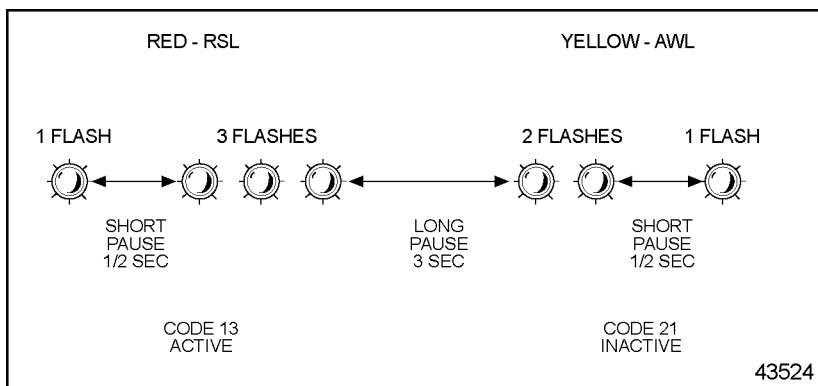 RED - RSL
YELLOW - AWL
1 FLASH
3 FLASHES
2 FLASHES
1 FLASH
SHORT
PAUSE
1/2 SEC
LONG
PAUSE
3 SEC
SHORT
PAUSE
1/2 SEC
CODE 13
ACTIVE
CODE 21
INACTIVE
43524